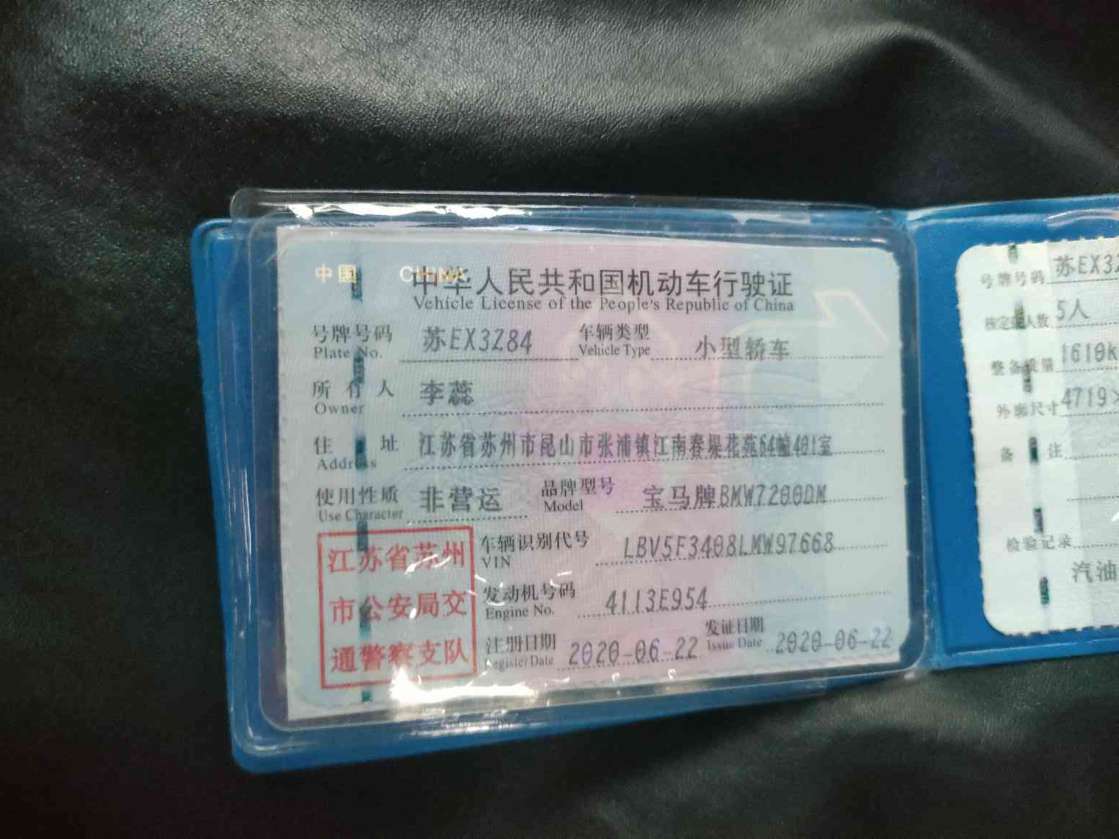 中国 CHINA
中华人民共和国机动车行驶证
Vehicle License of the People's Republic of China
号牌号码 苏EX3Z84 车辆类型 小型轿车
Plate No. Vehicle Type
所有人 李蕊
Owner
住址 江苏省苏州市昆山市张浦镇江南春堤花苑64幢401室
Address
使用性质 非营运 品牌型号 宝马牌BMW7200DM
Use Character Model
江苏省苏州
市公安局交
通警察支队
车辆识别代号 LBV5F3408LMW97668
VIN
发动机号码 4113E954
Engine No.
注册日期 2020-06-22 发证日期 2020-06-22
Register Date Issue Date
号牌号码 苏EX3Z
核定载人数 5人
整备质量 1610k
外廓尺寸 4719X
备注
检验记录
汽油